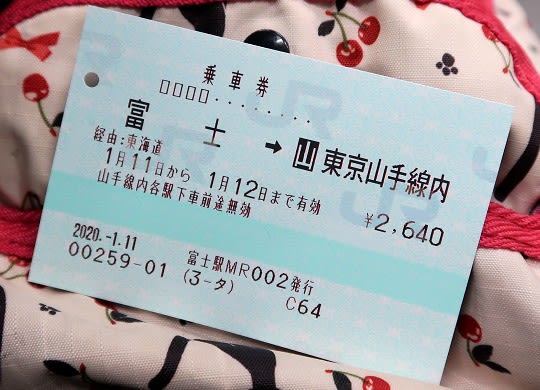 乗車券
□□□□........
富士 → 山 東京山手線内
経由:東海道
1月11日から 1月12日まで有効 ¥2,640
山手線内各駅下車前途無効
2020.-1.11 富士駅MR002発行
00259-01 (3-タ) C64